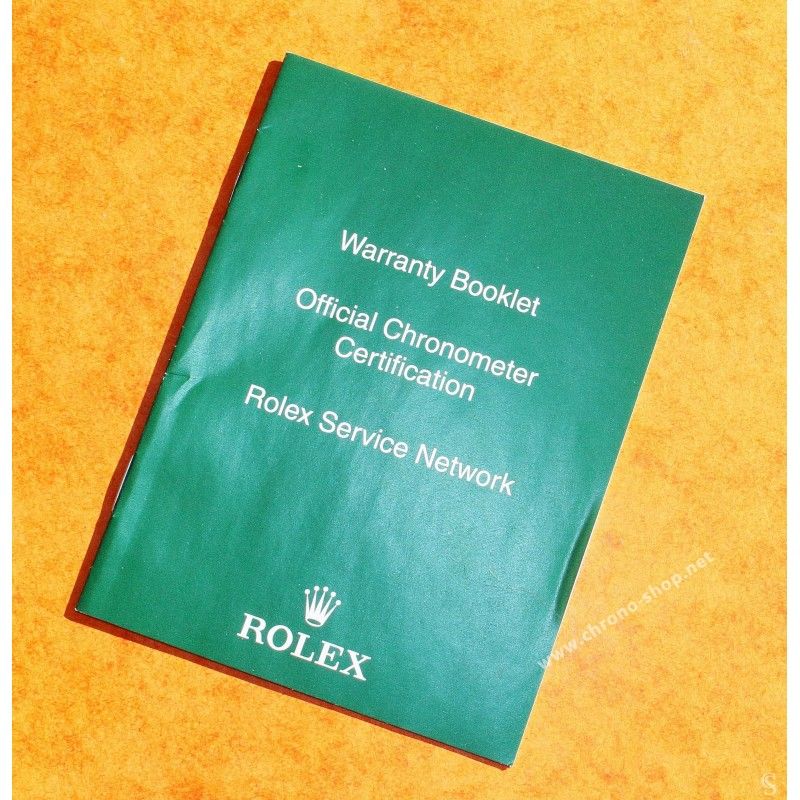 Warranty Booklet
Official Chronometer
Certification
Rolex Service Network
ROLEX
www.chrono-shop.net